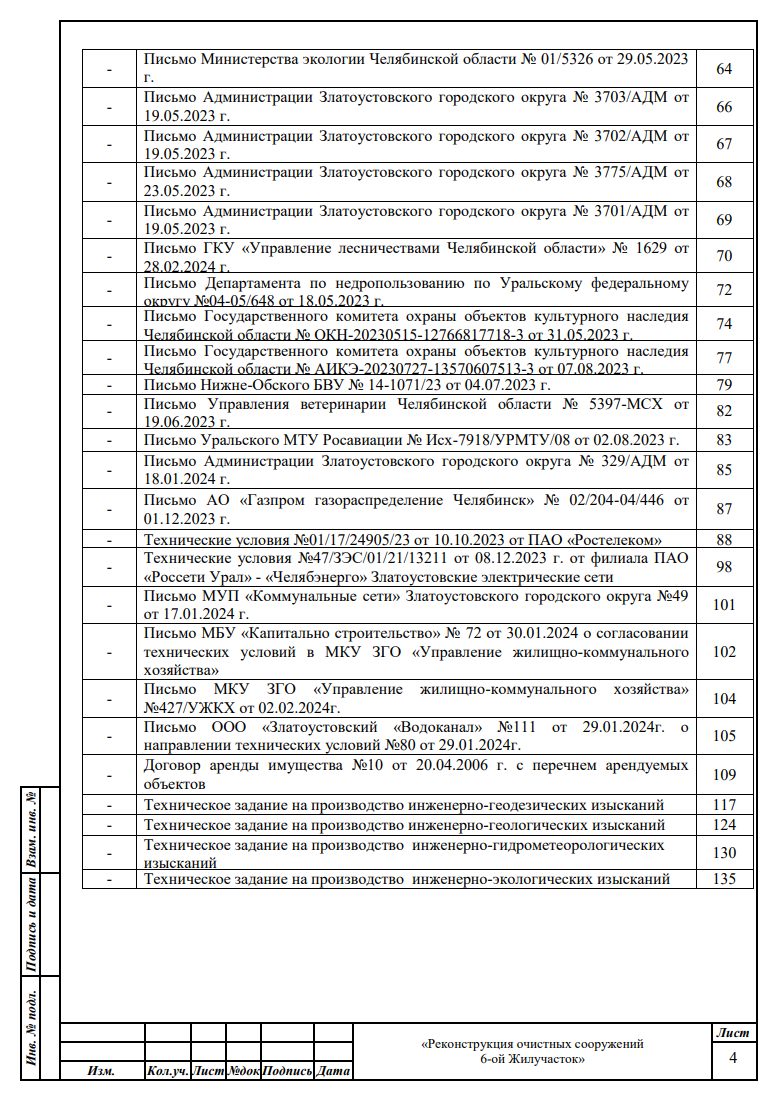 - Письмо Министерства экологии Челябинской области № 01/5326 от 29.05.2023 64
г.
- Письмо Администрации Златоустовского городского округа № 3703/АДМ от 66
19.05.2023 г.
- Письмо Администрации Златоустовского городского округа № 3702/АДМ от 67
19.05.2023 г.
- Письмо Администрации Златоустовского городского округа № 3775/АДМ от 68
23.05.2023 г.
- Письмо Администрации Златоустовского городского округа № 3701/АДМ от 69
19.05.2023 г.
- Письмо ГКУ «Управление лесничествами Челябинской области» № 1629 от 70
28.02.2024 г.
- Письмо Департамента по недропользованию по Уральскому федеральному 72
округу №04-05/648 от 18.05.2023 г.
- Письмо Государственного комитета охраны объектов культурного наследия 74
Челябинской области № ОКН-20230515-12766817718-3 от 31.05.2023 г.
- Письмо Государственного комитета охраны объектов культурного наследия 77
Челябинской области № АИКЭ-20230727-13570607513-3 от 07.08.2023 г.
- Письмо Нижне-Обского БВУ № 14-1071/23 от 04.07.2023 г. 79
- Письмо Управления ветеринарии Челябинской области № 5397-МСХ от 82
19.06.2023 г.
- Письмо Уральского МТУ Росавиации № Исх-7918/УРМТУ/08 от 02.08.2023 г. 83
- Письмо Администрации Златоустовского городского округа № 329/АДМ от 85
18.01.2024 г.
- Письмо АО «Газпром газораспределение Челябинск» № 02/204-04/446 от 87
01.12.2023 г.
- Технические условия №01/17/24905/23 от 10.10.2023 от ПАО «Ростелеком» 88
- Технические условия №47/ЗЭС/01/21/13211 от 08.12.2023 г. от филиала ПАО 98
«Россети Урал» - «Челябэнерго» Златоустовские электрические сети
- Письмо МУП «Коммунальные сети» Златоустовского городского округа №49 101
от 17.01.2024 г.
- Письмо МБУ «Капитально строительство» № 72 от 30.01.2024 о согласовании 102
технических условий в МКУ ЗГО «Управление жилищно-коммунального
хозяйства»
- Письмо МКУ ЗГО «Управление жилищно-коммунального хозяйства» 104
№427/УЖКХ от 02.02.2024г.
- Письмо ООО «Златоустовский «Водоканал» №111 от 29.01.2024г. о 105
направлении технических условий №80 от 29.01.2024г.
- Договор аренды имущества №10 от 20.04.2006 г. с перечнем арендуемых 109
объектов
- Техническое задание на производство инженерно-геодезических изысканий 117
- Техническое задание на производство инженерно-геологических изысканий 124
- Техническое задание на производство инженерно-гидрометеорологических 130
изысканий
- Техническое задание на производство инженерно-экологических изысканий 135
Взам. инв. №
Подпись и дата
Инв. № подл.
Изм. Кол.уч. Лист №док Подпись Дата
«Реконструкция очистных сооружений
6-ой Жилучасток»
Лист
4